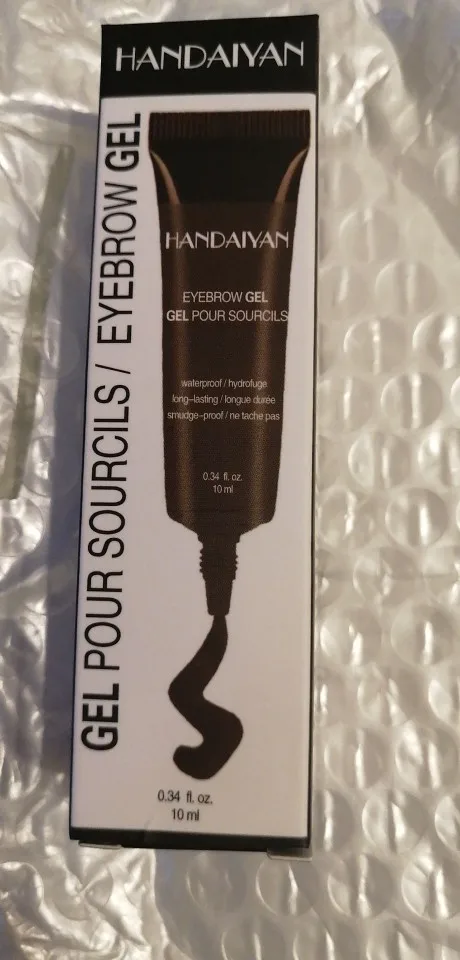 HANDAIYAN
GEL POUR SOURCILS / EYEBROW GEL
HANDAIYAN
EYEBROW GEL
GEL POUR SOURCILS
waterproof / hydrofuge
long-lasting / longue durée
smudge-proof / ne tache pas
0.34 fl. oz.
10 ml
0.34 fl. oz.
10 ml